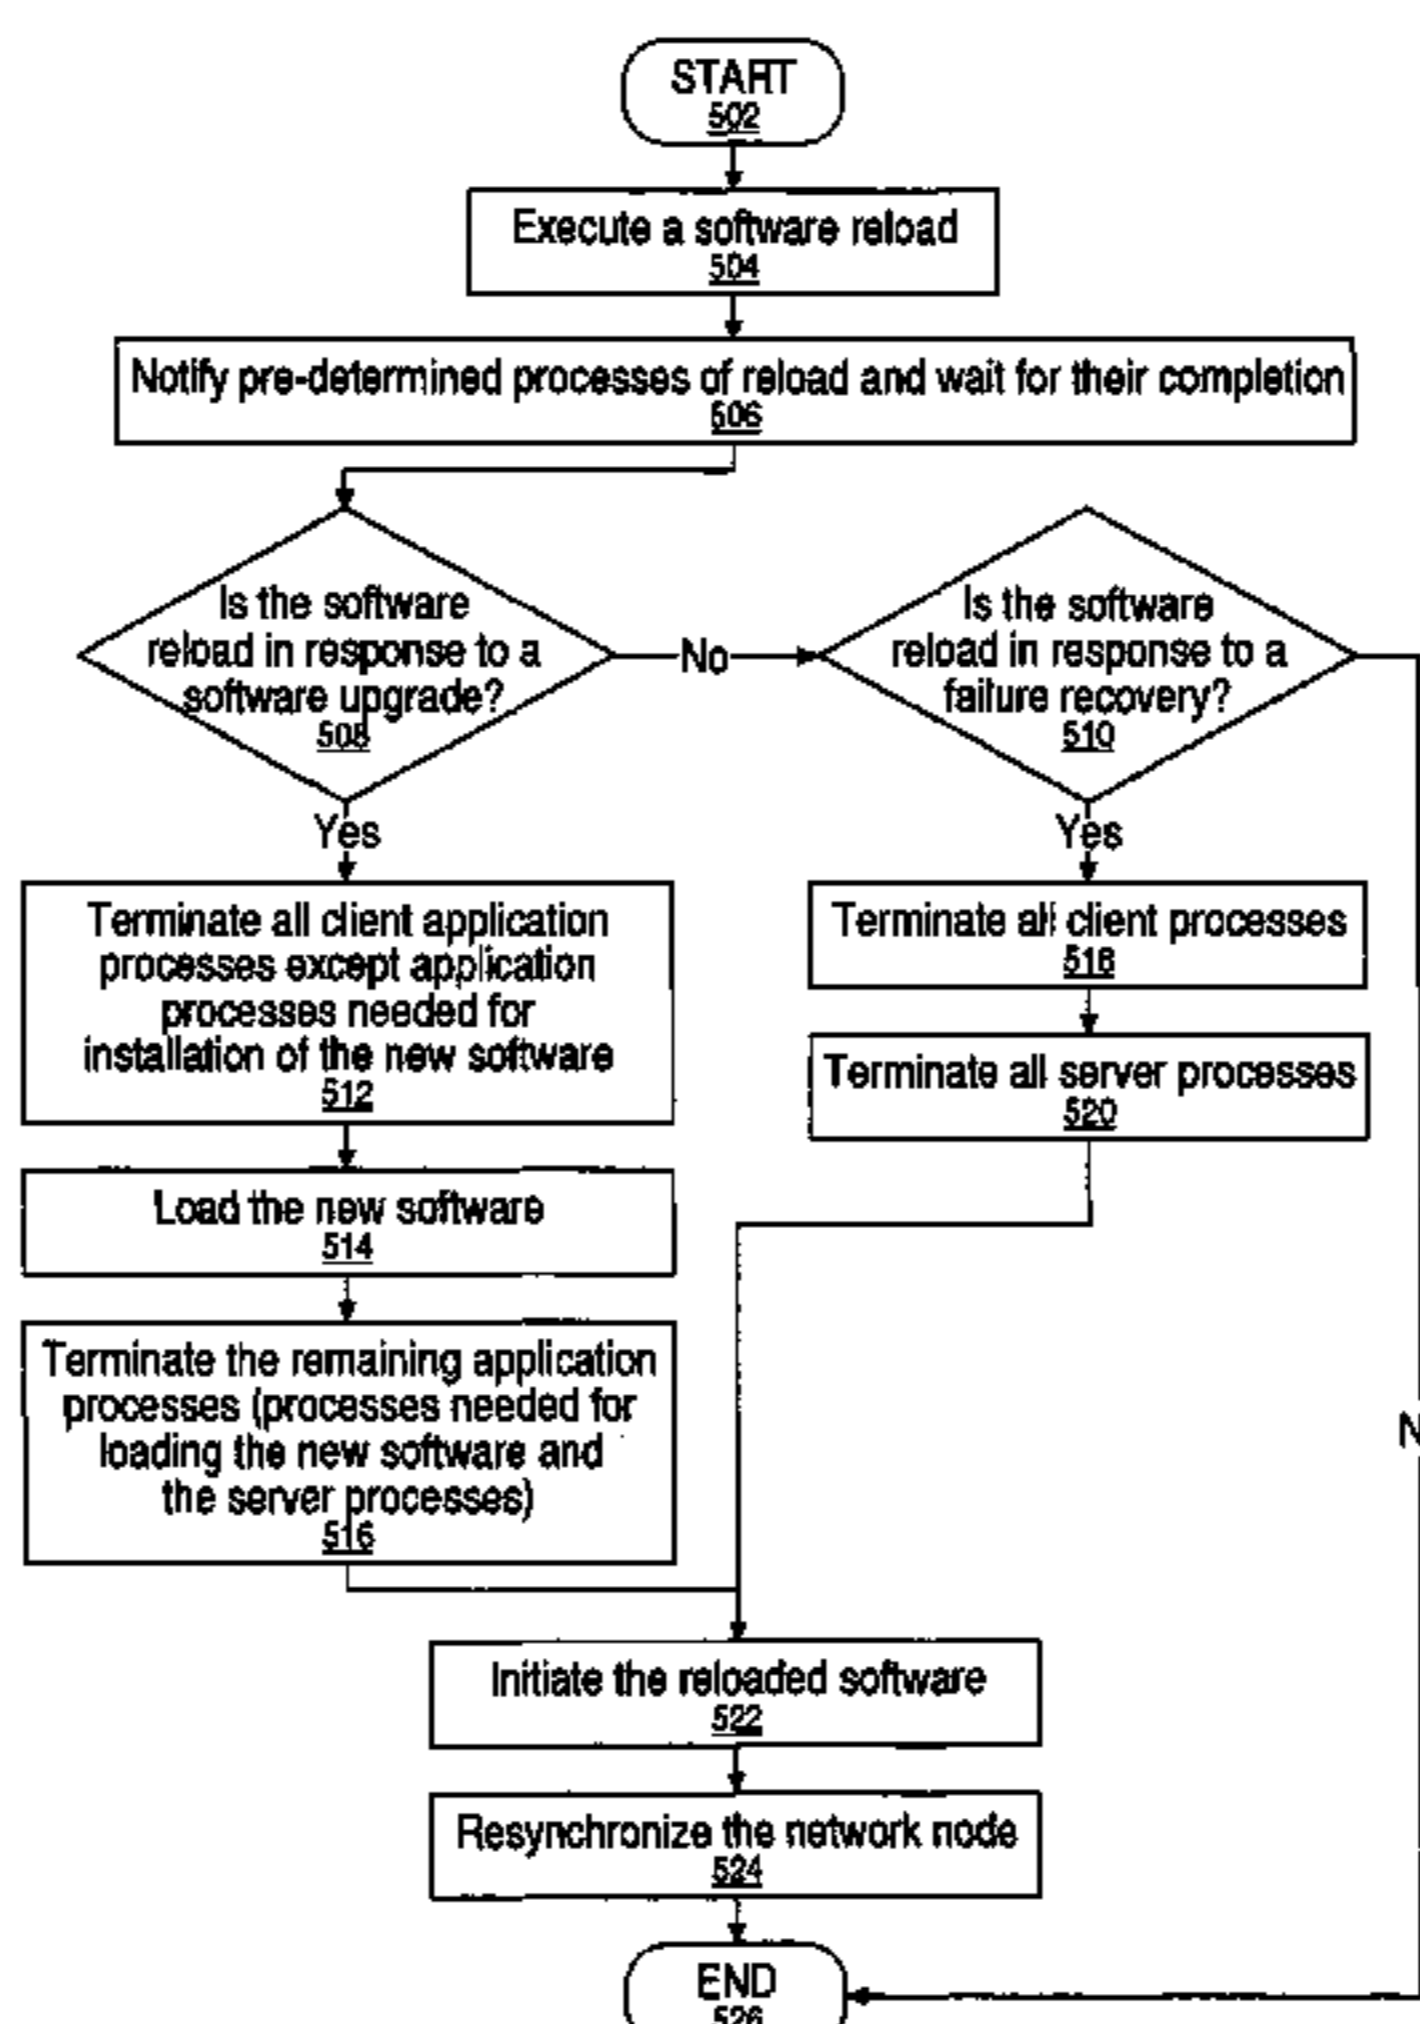 START
502
Execute a software reload
504
Notify pre-determined processes of reload and wait for their completion
506
Is the software
reload in response to a
software upgrade?
508
No
Is the software
reload in response to a
failure recovery?
510
Yes
Yes
Terminate all client application
processes except application
processes needed for
installation of the new software
512
Terminate all client processes
518
Terminate all server processes
520
Load the new software
514
Terminate the remaining application
processes (processes needed for
loading the new software and
the server processes)
516
Initiate the reloaded software
522
Resynchronize the network node
524
END
526